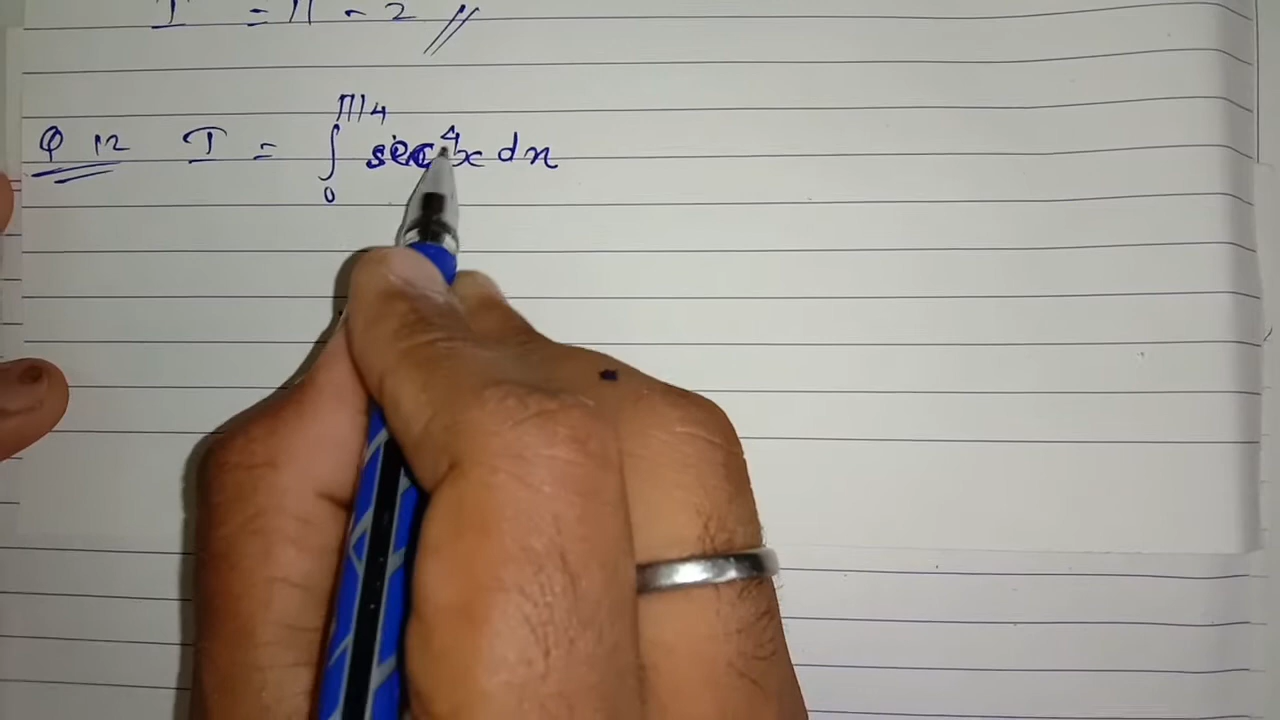 I = π - 2 //
Q 12 I = ∫₀^{π/4} sec⁴x dx